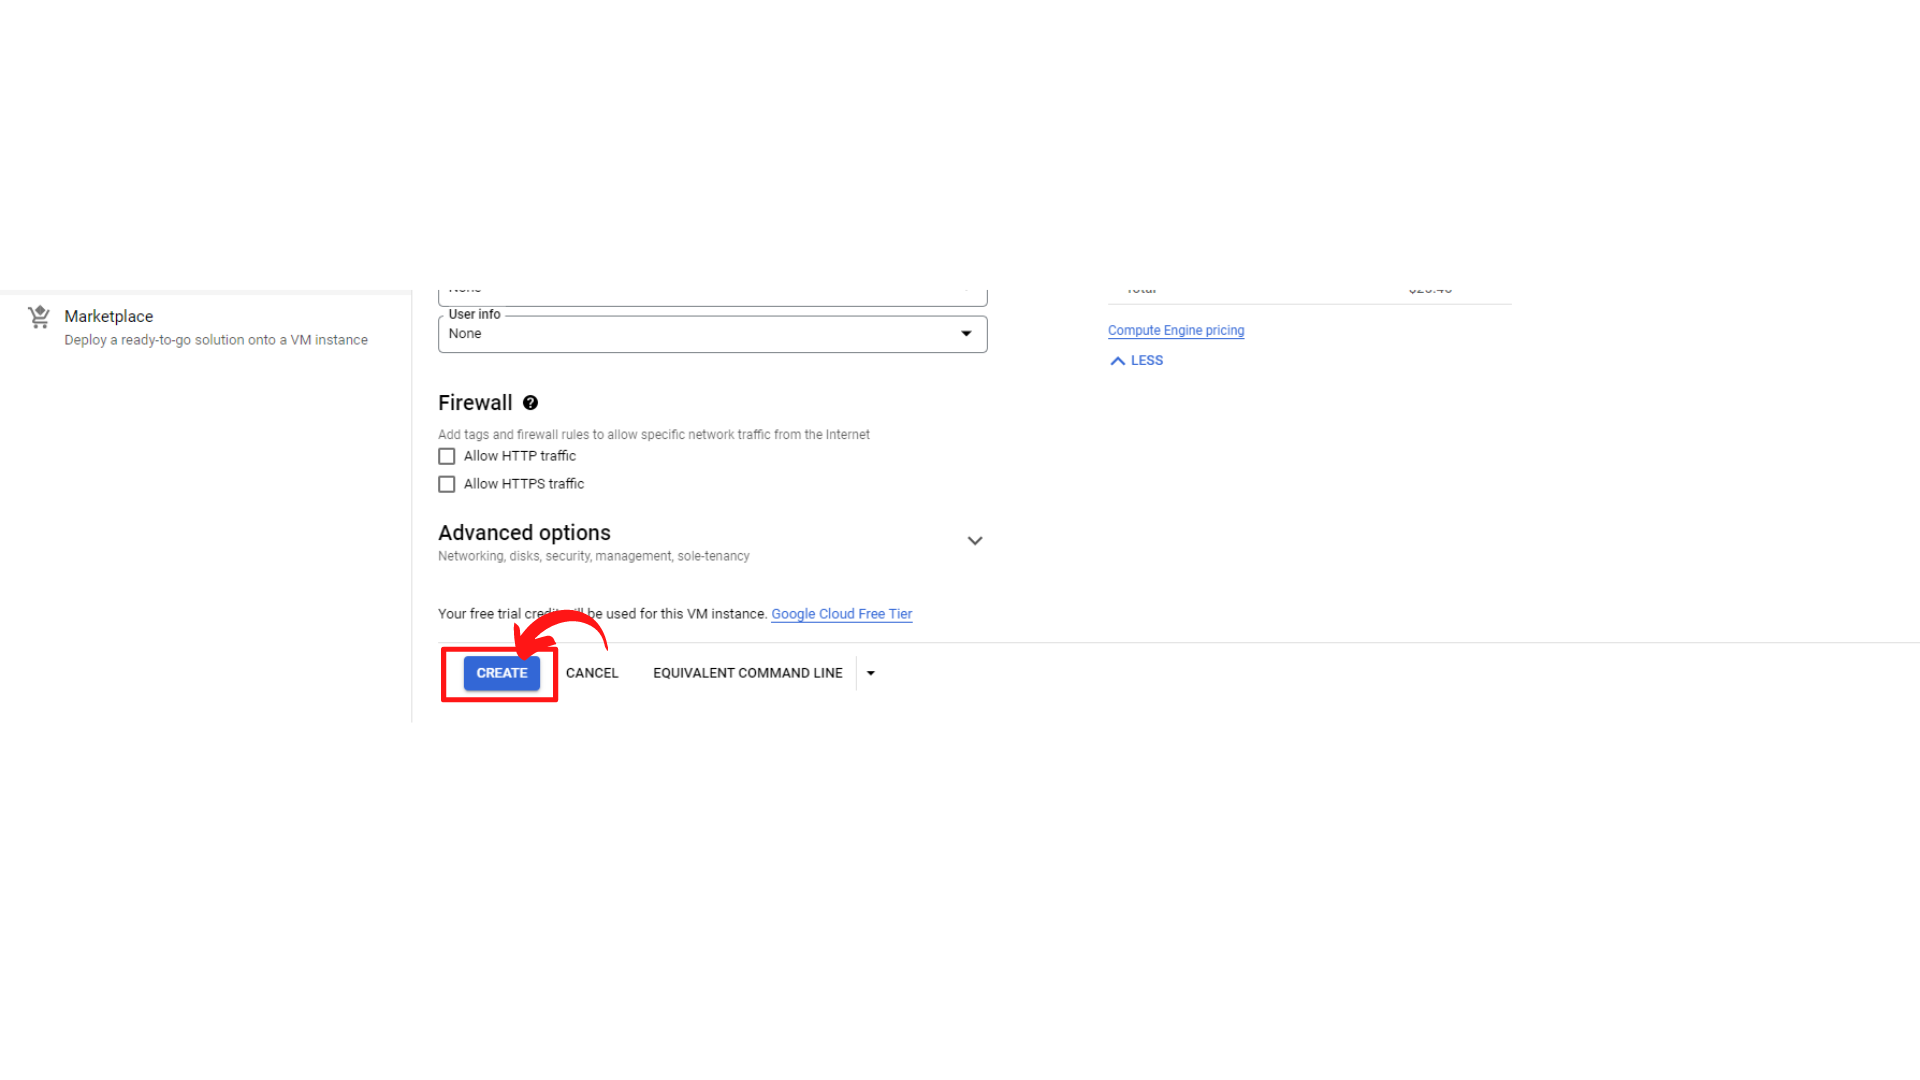 Marketplace
Deploy a ready-to-go solution onto a VM instance
User info
None
Compute Engine pricing
LESS
Firewall
Add tags and firewall rules to allow specific network traffic from the Internet
Allow HTTP traffic
Allow HTTPS traffic
Advanced options
Networking, disks, security, management, sole-tenancy
Your free trial be used for this VM instance. Google Cloud Free Tier
CREATE
CANCEL
EQUIVALENT COMMAND LINE